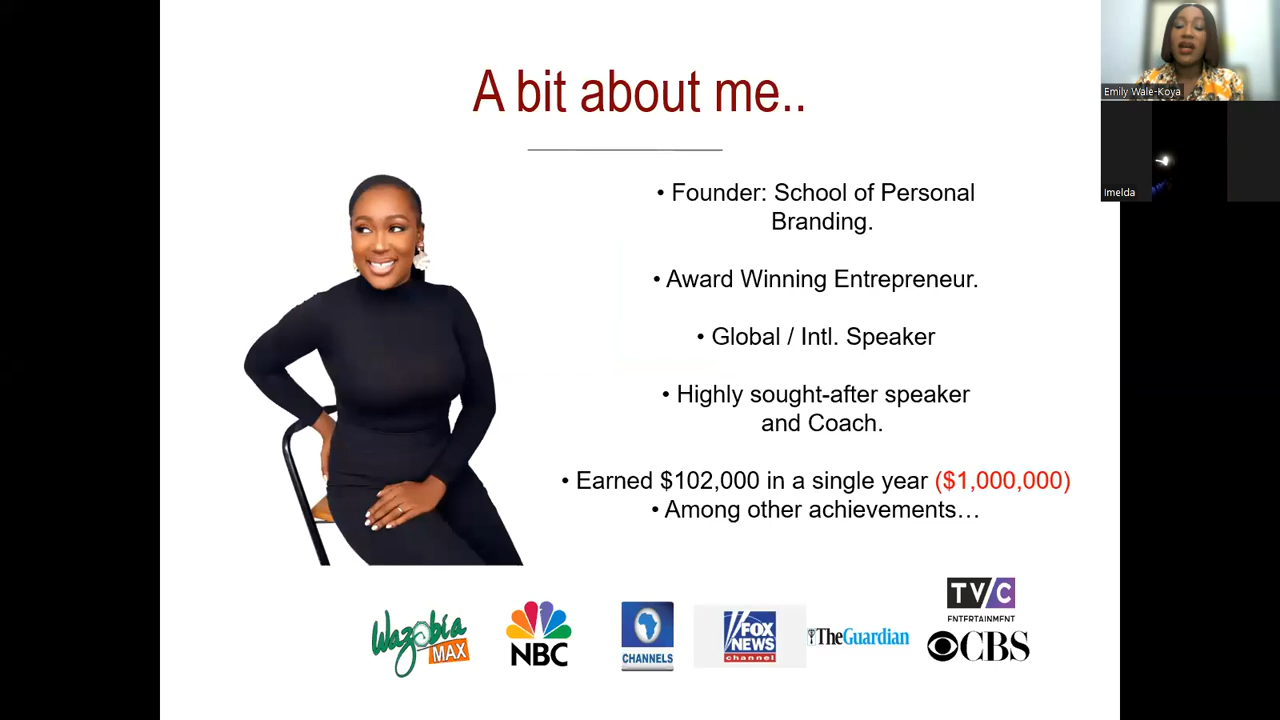 A bit about me..
• Founder: School of Personal
Branding.
• Award Winning Entrepreneur.
• Global / Intl. Speaker
• Highly sought-after speaker
and Coach.
• Earned $102,000 in a single year ($1,000,000)
• Among other achievements…
Wazobia
MAX
NBC
CHANNELS
FOX
NEWS
channel
TheGuardian
TVC
ENTERTAINMENT
CBS
Emily Wale-Koya
Imelda